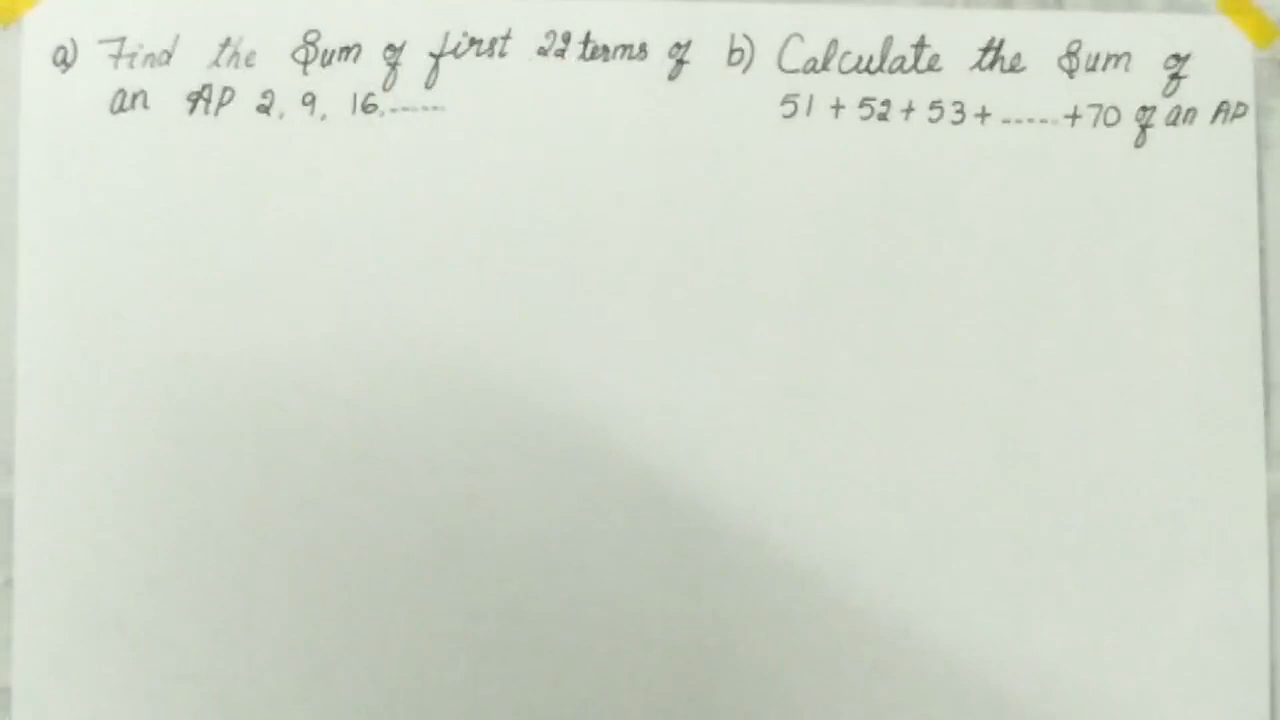 a) Find the Sum of first 22 terms of
an AP 2, 9, 16,......
b) Calculate the Sum of
51 + 52 + 53 + ..... + 70 of an AP